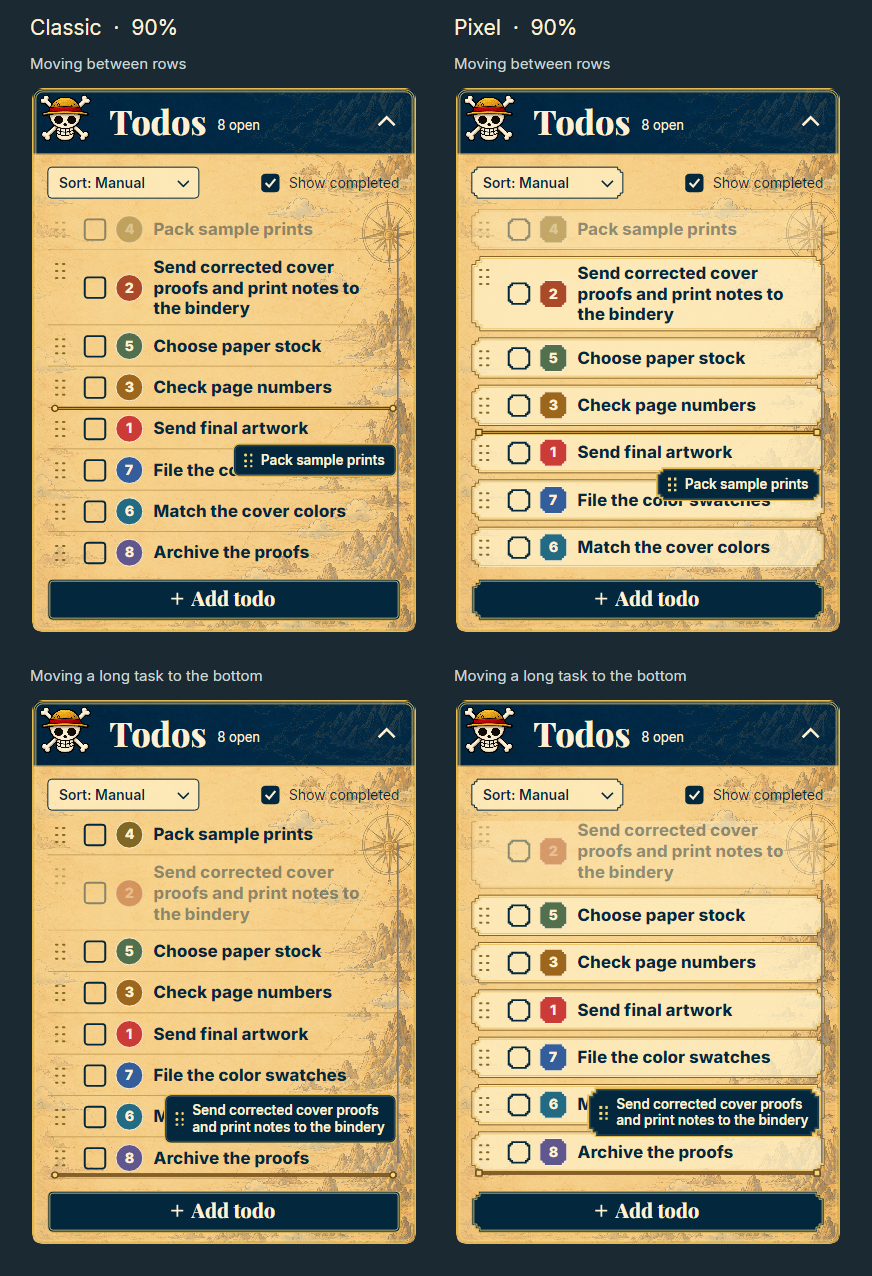 Classic · 90%
Moving between rows
Todos 8 open
Sort: Manual
Show completed
4 Pack sample prints
2 Send corrected cover
proofs and print notes to
the bindery
5 Choose paper stock
3 Check page numbers
1 Send final artwork
Pack sample prints
7 File the
6 Match the cover colors
8 Archive the proofs
+ Add todo
Pixel · 90%
Moving between rows
Todos 8 open
Sort: Manual
Show completed
4 Pack sample prints
2 Send corrected cover
proofs and print notes to
the bindery
5 Choose paper stock
3 Check page numbers
1 Send final artwork
Pack sample prints
7 File the color swatches
6 Match the cover colors
+ Add todo
Moving a long task to the bottom
Todos 8 open
Sort: Manual
Show completed
4 Pack sample prints
2 Send corrected cover
proofs and print notes to
the bindery
5 Choose paper stock
3 Check page numbers
1 Send final artwork
7 File the color swatches
Send corrected cover proofs
and print notes to the bindery
6
8 Archive the proofs
+ Add todo
Moving a long task to the bottom
Todos 8 open
Sort: Manual
Show completed
2 Send corrected cover
proofs and print notes to
the bindery
5 Choose paper stock
3 Check page numbers
1 Send final artwork
7 File the color swatches
Send corrected cover proofs
and print notes to the bindery
6
8 Archive the proofs
+ Add todo